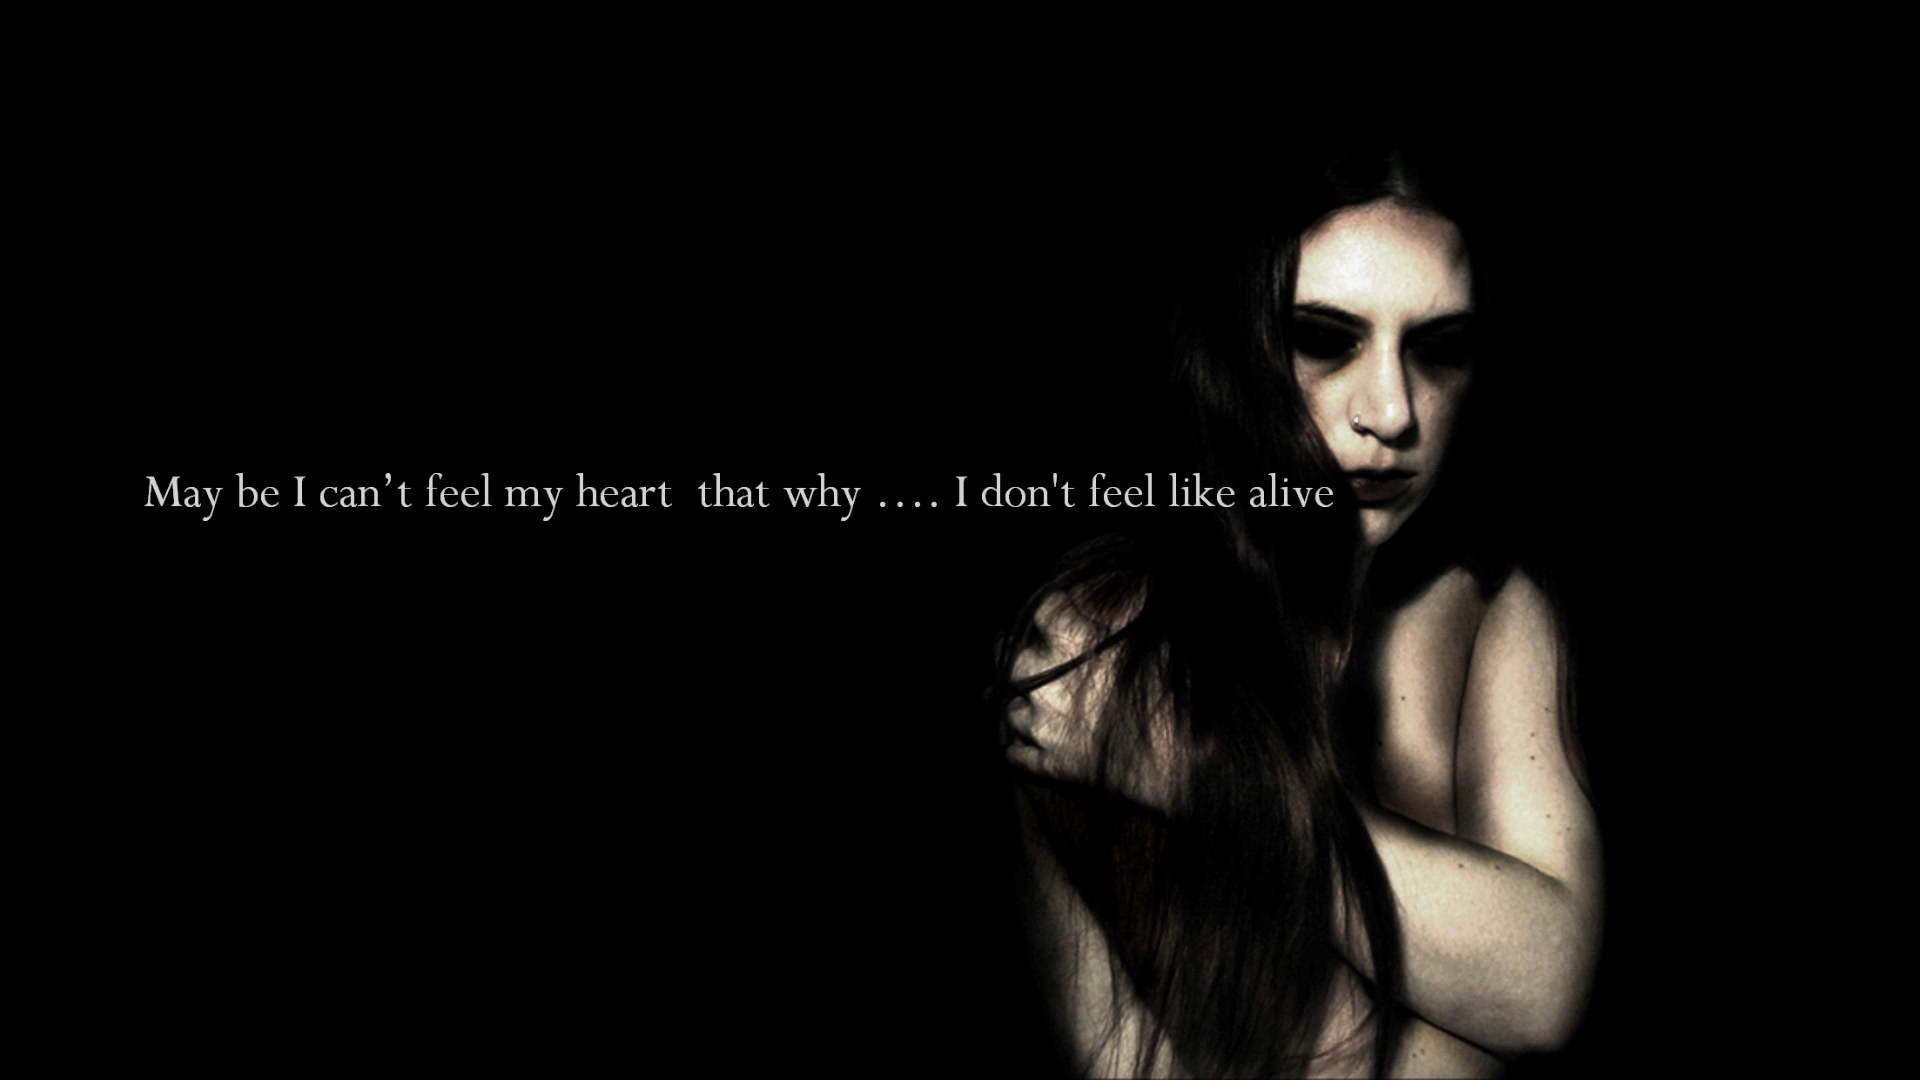 May be I can’t feel my heart  that why .... I don't feel like alive